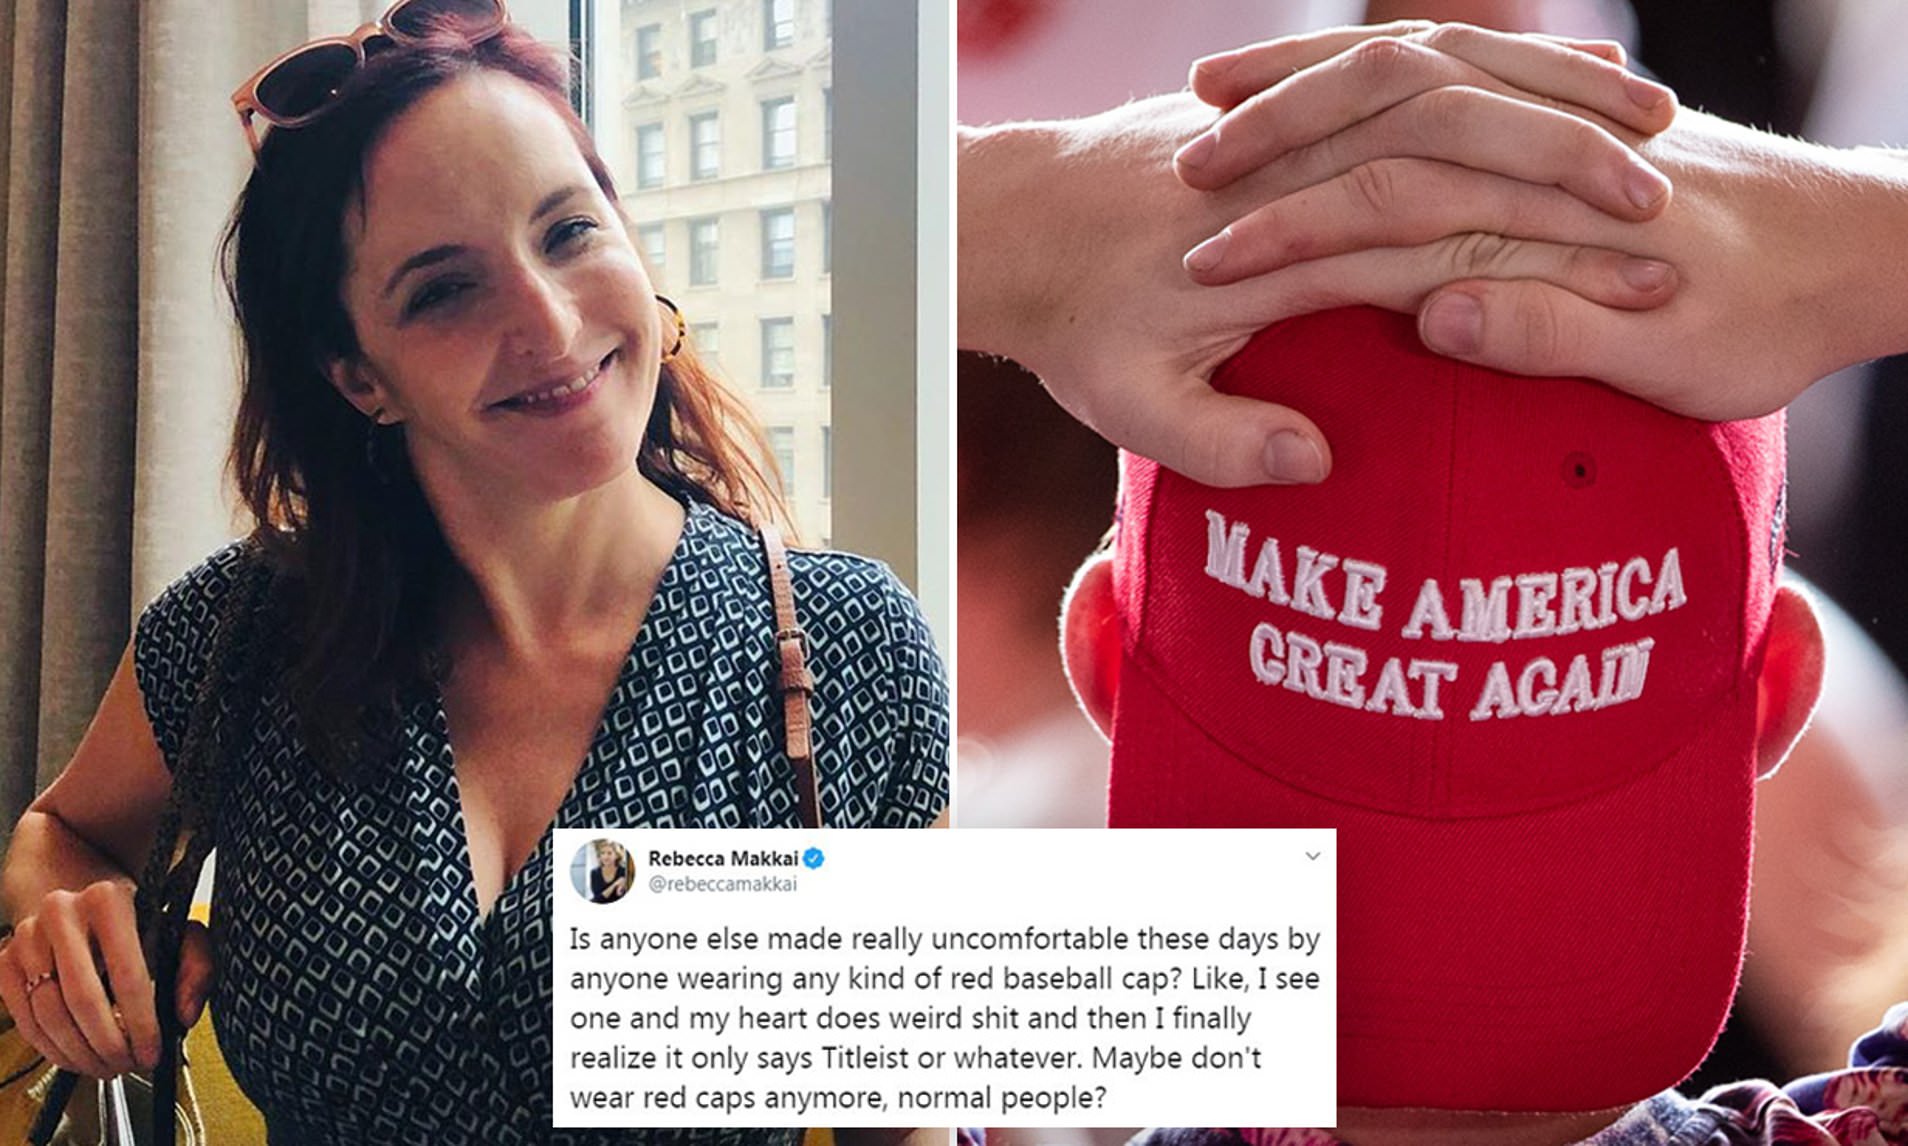 MAKE AMERICA
GREAT AGAIN
Rebecca Makkai
@rebeccamakkai
Is anyone else made really uncomfortable these days by
anyone wearing any kind of red baseball cap? Like, I see
one and my heart does weird shit and then I finally
realize it only says Titleist or whatever. Maybe don't
wear red caps anymore, normal people?